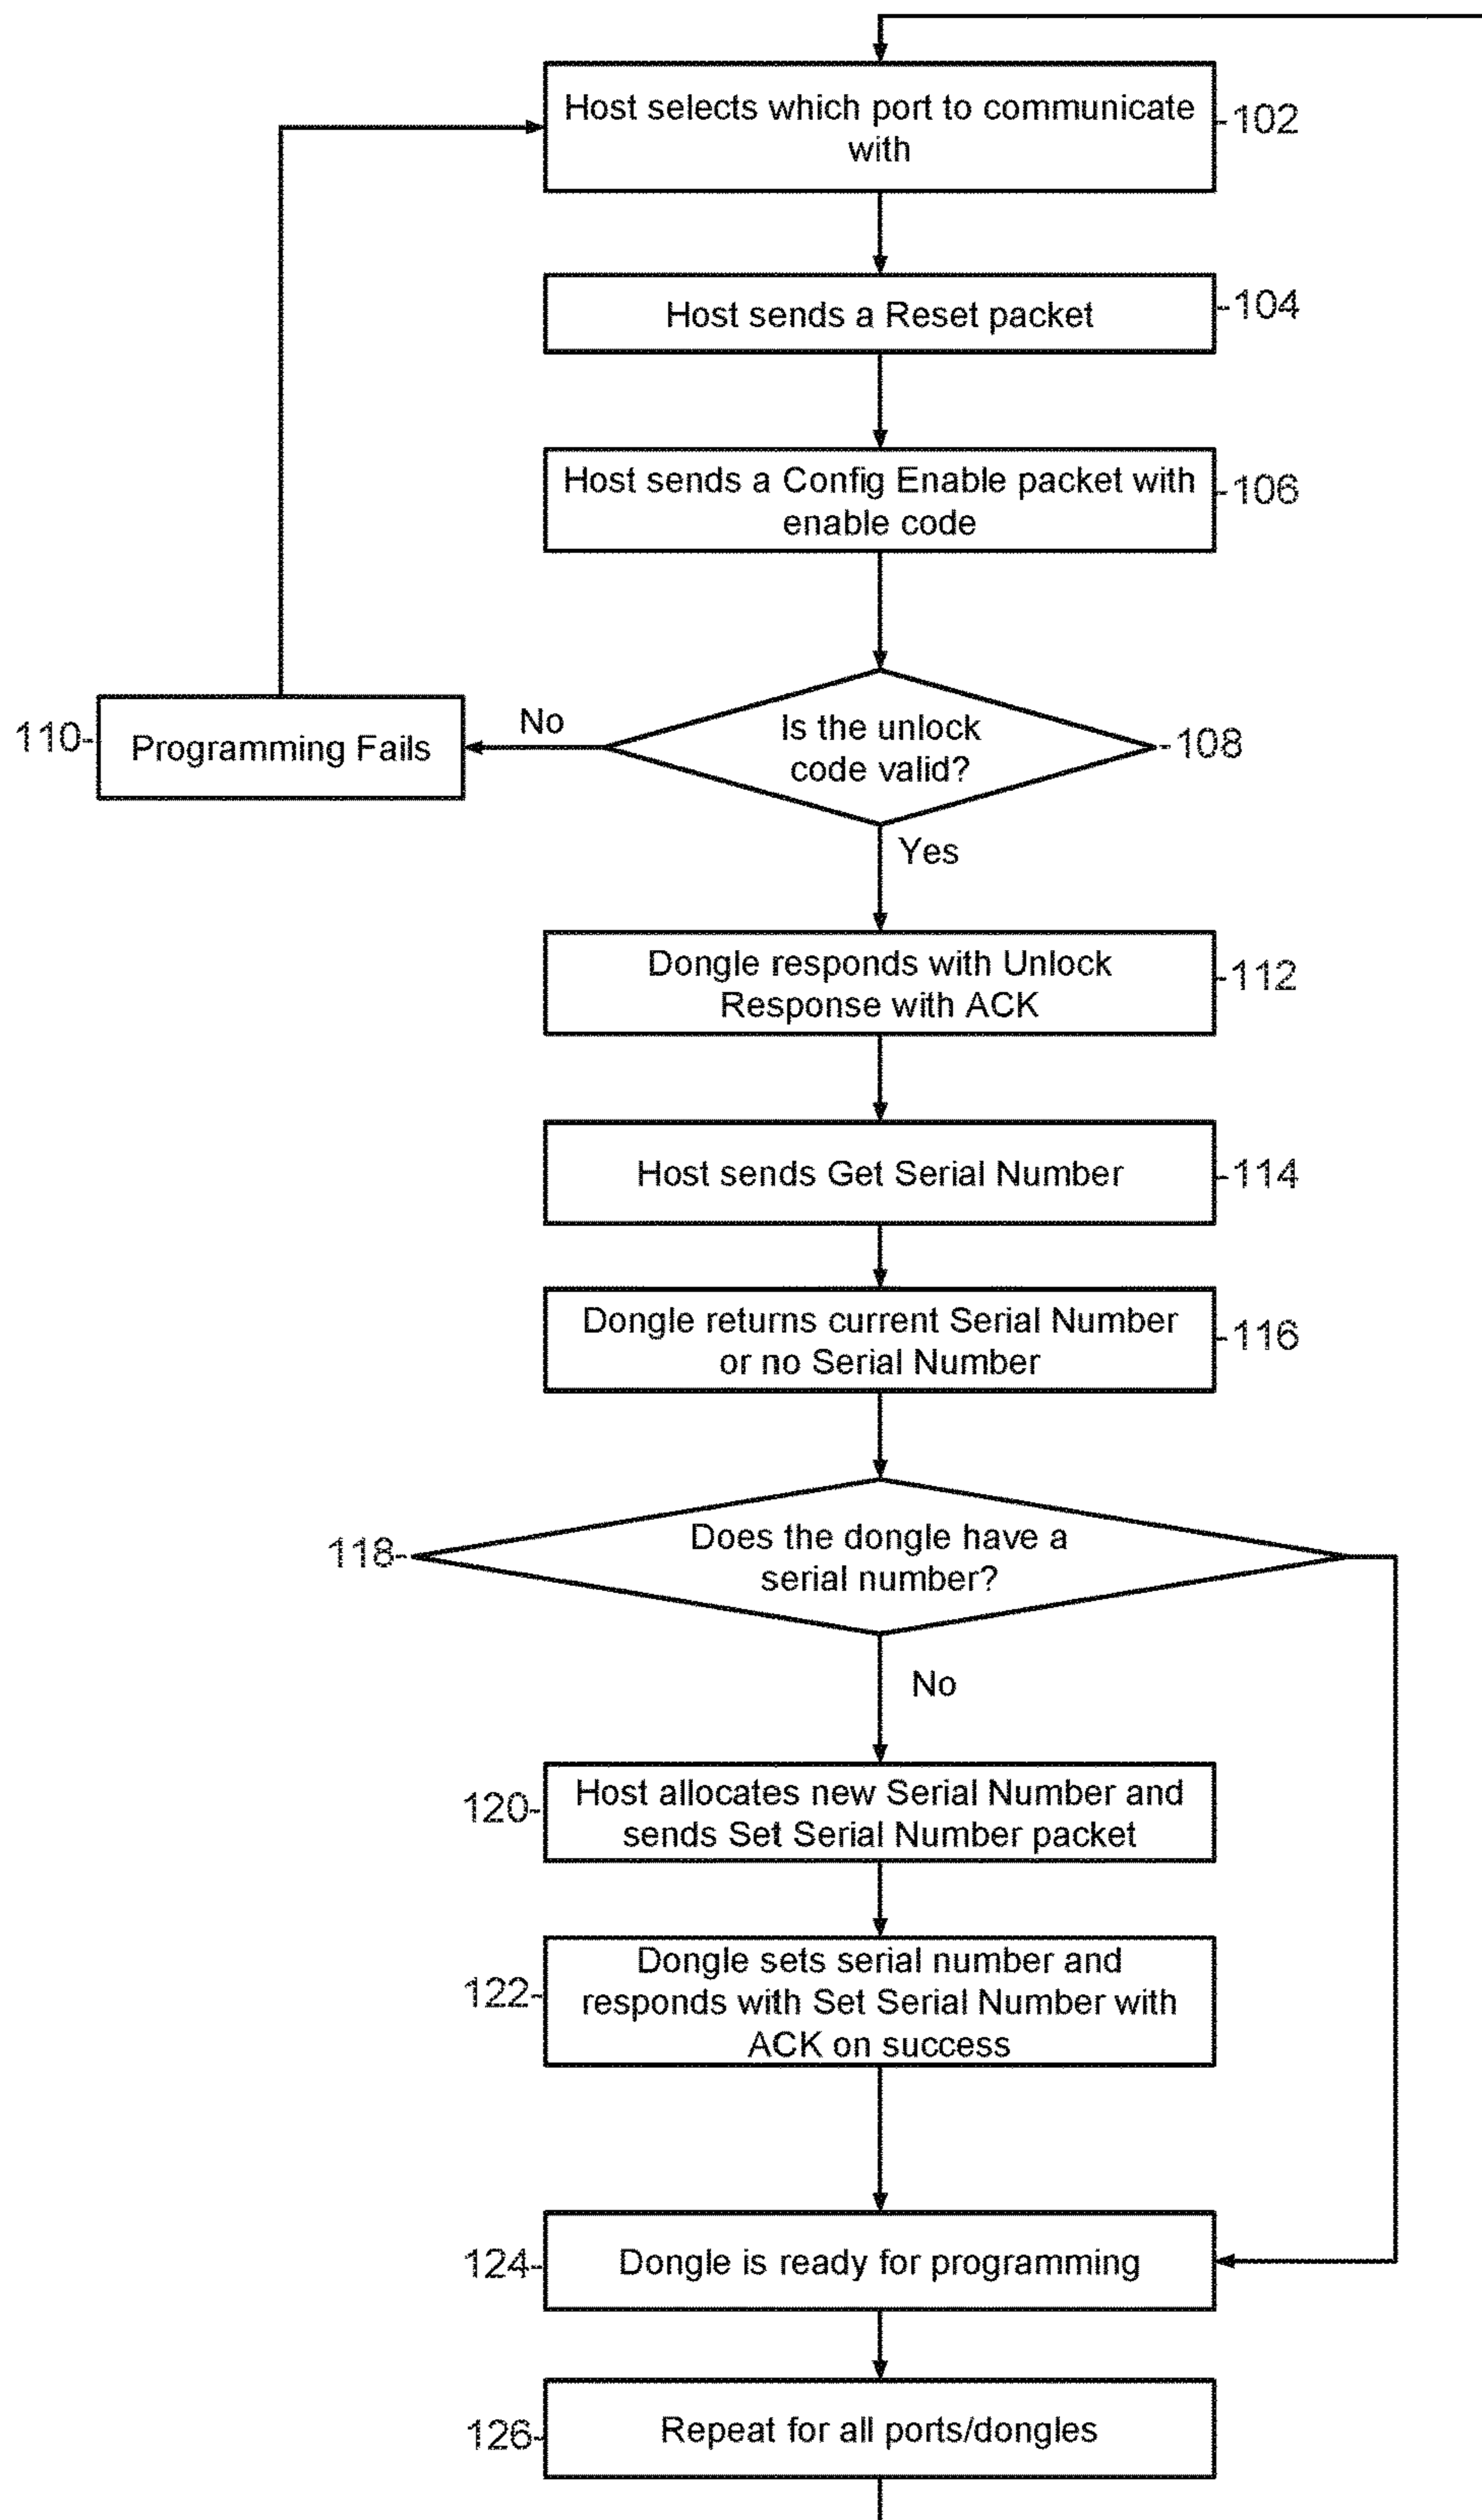 Host selects which port to communicate
with
102
Host sends a Reset packet
104
Host sends a Config Enable packet with
enable code
106
Is the unlock
code valid?
108
No
110
Programming Fails
Yes
Dongle responds with Unlock
Response with ACK
112
Host sends Get Serial Number
114
Dongle returns current Serial Number
or no Serial Number
116
118
Does the dongle have a
serial number?
No
120
Host allocates new Serial Number and
sends Set Serial Number packet
122
Dongle sets serial number and
responds with Set Serial Number with
ACK on success
124
Dongle is ready for programming
126
Repeat for all ports/dongles